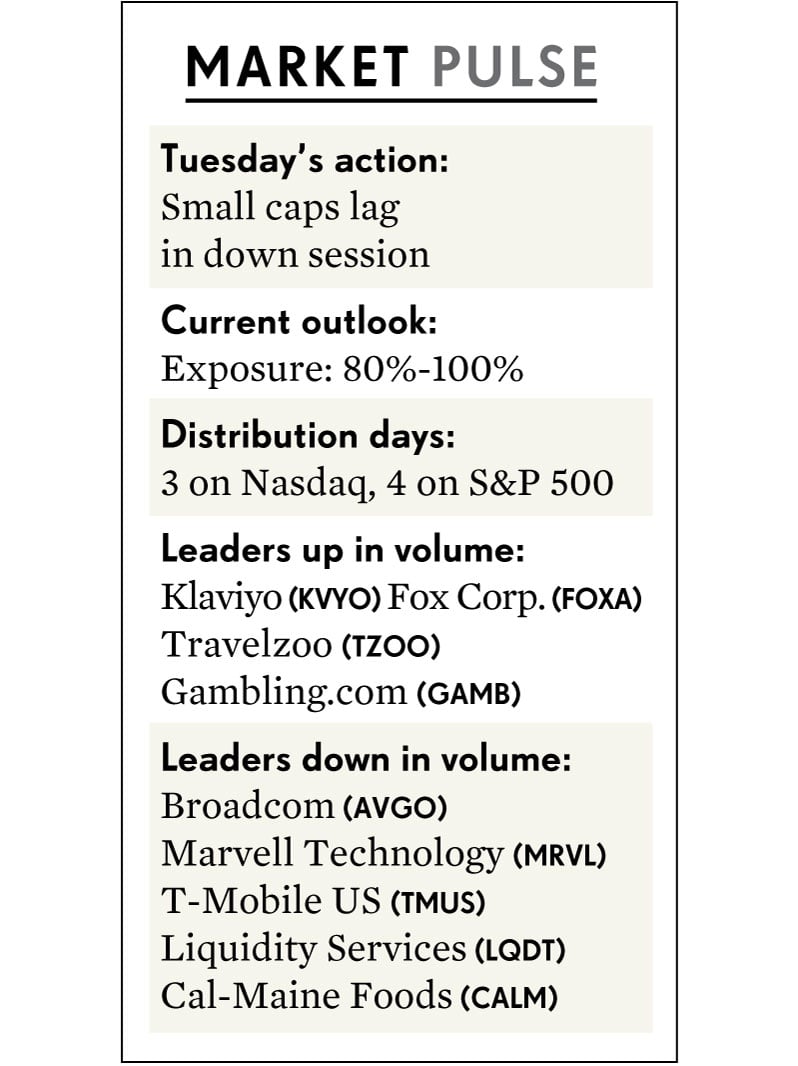 MARKET PULSE
Tuesday’s action:
Small caps lag
in down session
Current outlook:
Exposure: 80%-100%
Distribution days:
3 on Nasdaq, 4 on S&P 500
Leaders up in volume:
Klaviyo (KVYO) Fox Corp. (FOXA)
Travelzoo (TZOO)
Gambling.com (GAMB)
Leaders down in volume:
Broadcom (AVGO)
Marvell Technology (MRVL)
T-Mobile US (TMUS)
Liquidity Services (LQDT)
Cal-Maine Foods (CALM)